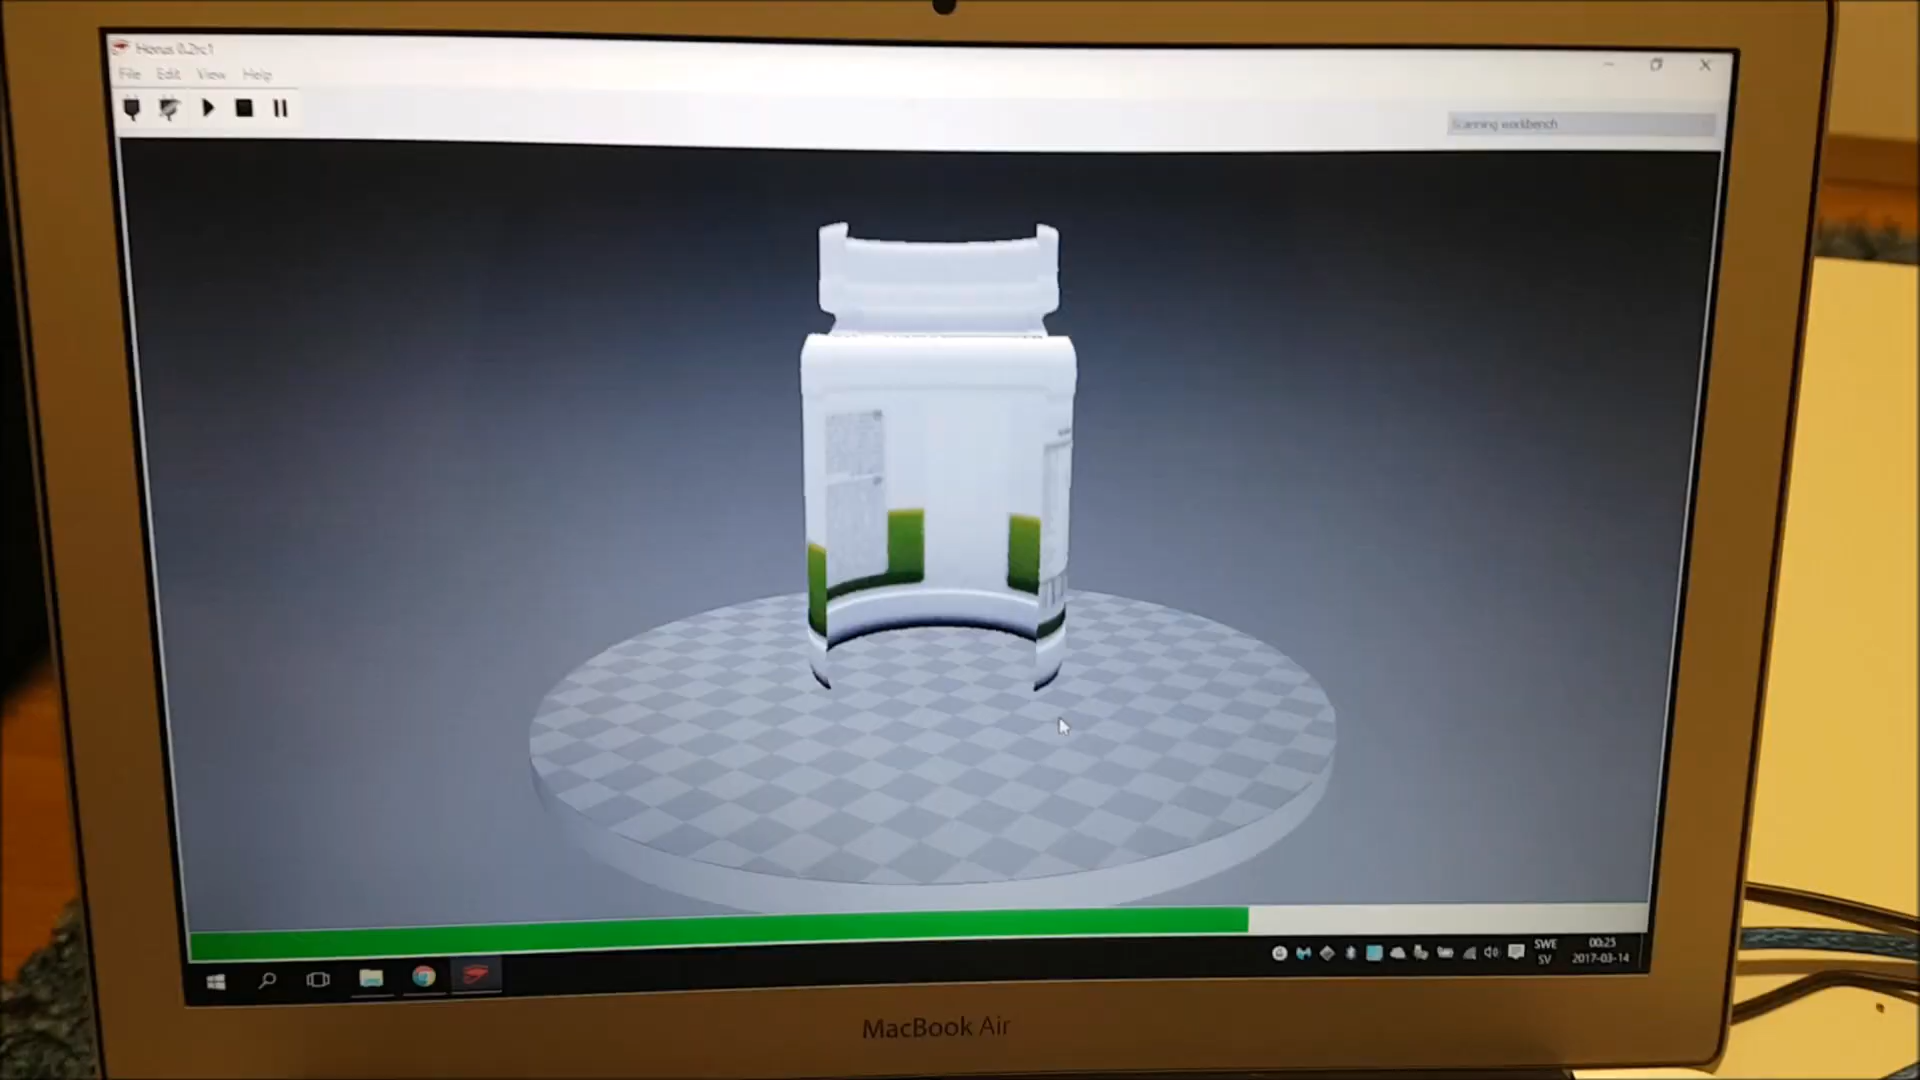 Horus 0.2rc1
File Edit View Help
Scanning workbench
SWE
SV
00:25
2017-03-14
MacBook Air